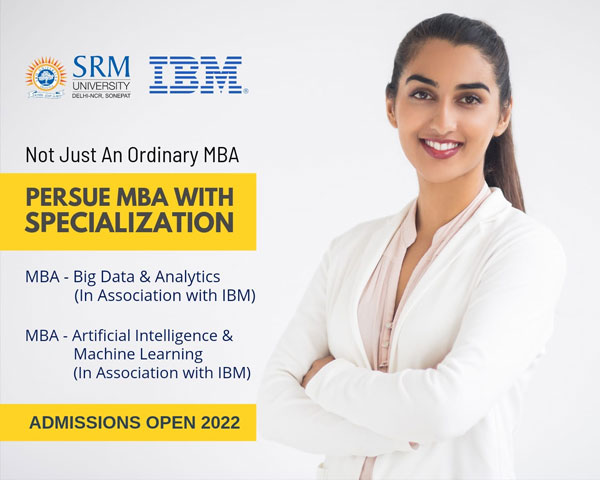 SRM
UNIVERSITY
DELHI-NCR, SONEPAT
IBM®
Not Just An Ordinary MBA
PERSUE MBA WITH
SPECIALIZATION
MBA - Big Data & Analytics
(In Association with IBM)
MBA - Artificial Intelligence &
Machine Learning
(In Association with IBM)
ADMISSIONS OPEN 2022